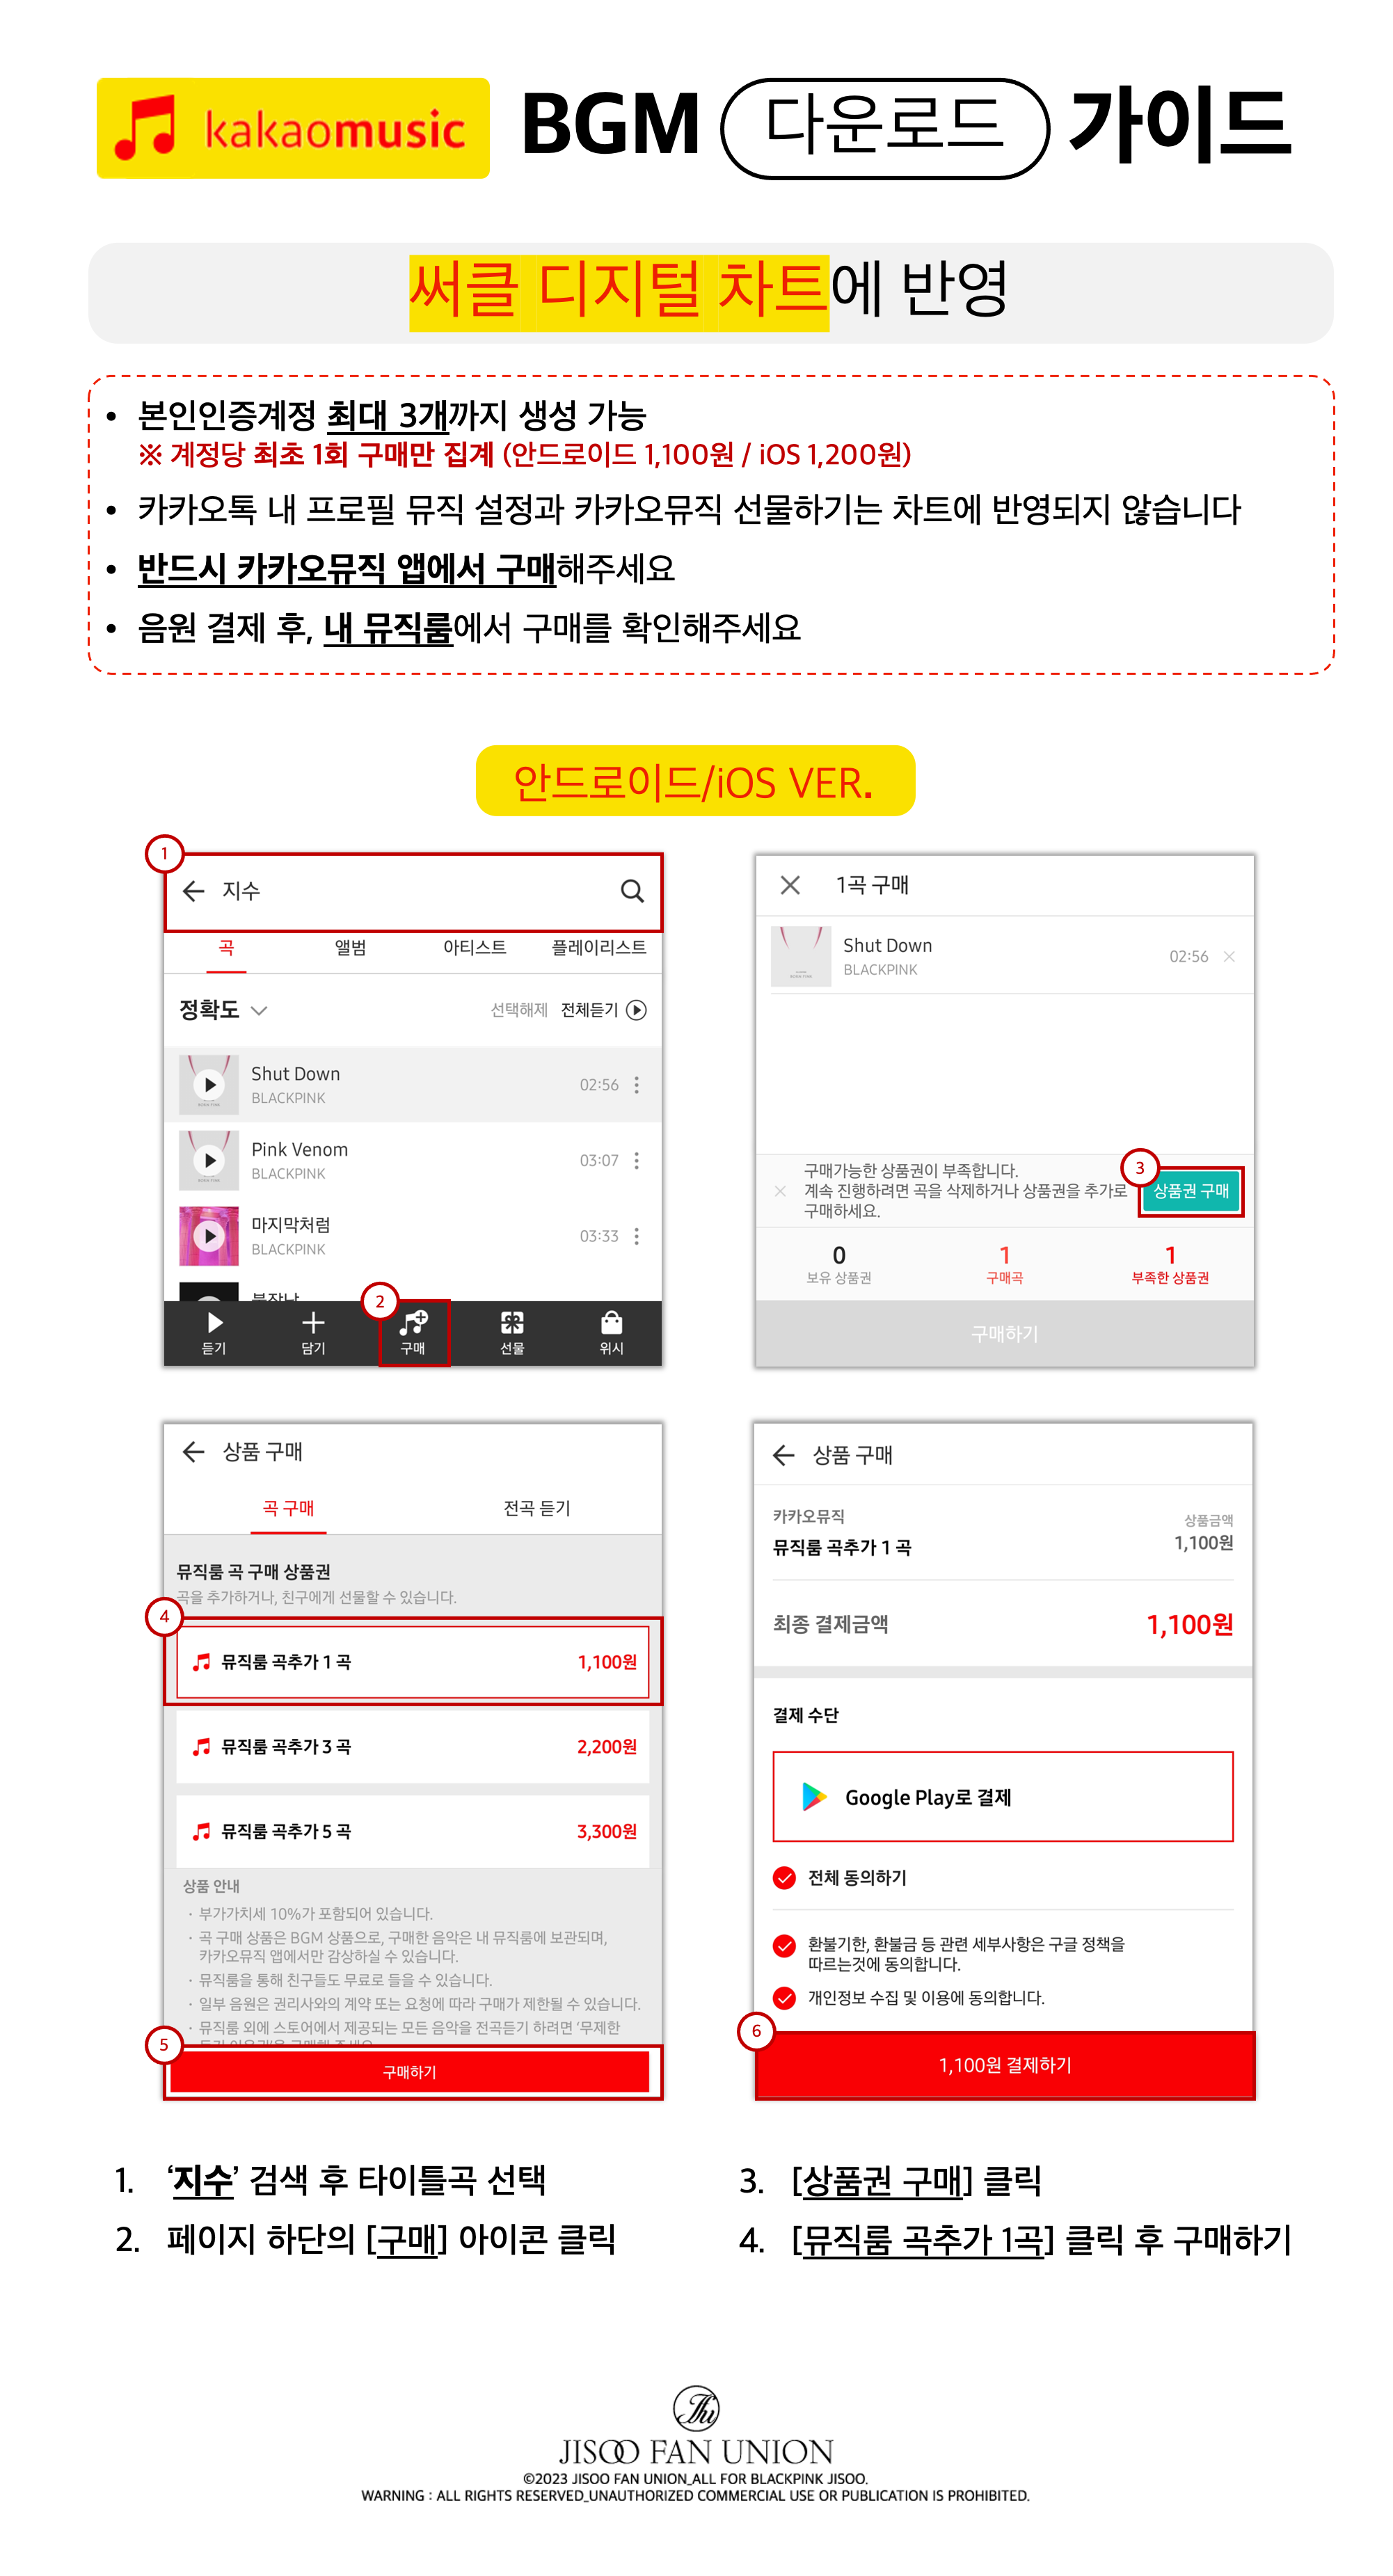 kakaomusic BGM 다운로드 가이드
써클 디지털 차트에 반영
• 본인인증계정 최대 3개까지 생성 가능
※ 계정당 최초 1회 구매만 집계 (안드로이드 1,100원 / iOS 1,200원)
• 카카오톡 내 프로필 뮤직 설정과 카카오뮤직 선물하기는 차트에 반영되지 않습니다
• 반드시 카카오뮤직 앱에서 구매해주세요
• 음원 결제 후, 내 뮤직룸에서 구매를 확인해주세요
안드로이드/iOS VER.
1
지수
곡 앨범 아티스트 플레이리스트
정확도 선택해제 전체듣기
Shut Down 02:56
BLACKPINK
Pink Venom 03:07
BLACKPINK
마지막처럼 03:33
BLACKPINK
2
듣기 담기 구매 선물 위시
1곡 구매
Shut Down
BLACKPINK
02:56
구매가능한 상품권이 부족합니다.
계속 진행하려면 곡을 삭제하거나 상품권을 추가로
구매하세요.
3
상품권 구매
0 1 1
보유 상품권 구매곡 부족한 상품권
구매하기
상품 구매
곡 구매 전곡 듣기
뮤직룸 곡 구매 상품권
곡을 추가하거나, 친구에게 선물할 수 있습니다.
4
뮤직룸 곡추가 1 곡 1,100원
뮤직룸 곡추가 3 곡 2,200원
뮤직룸 곡추가 5 곡 3,300원
상품 안내
· 부가가치세 10%가 포함되어 있습니다.
· 곡 구매 상품은 BGM 상품으로, 구매한 음악은 내 뮤직룸에 보관되며,
카카오뮤직 앱에서만 감상하실 수 있습니다.
· 뮤직룸을 통해 친구들도 무료로 들을 수 있습니다.
· 일부 음원은 권리사와의 계약 또는 요청에 따라 구매가 제한될 수 있습니다.
· 뮤직룸 외에 스토어에서 제공되는 모든 음악을 전곡듣기 하려면 ‘무제한
5
구매하기
상품 구매
카카오뮤직 상품금액
뮤직룸 곡추가 1 곡 1,100원
최종 결제금액 1,100원
결제 수단
Google Play로 결제
전체 동의하기
환불기한, 환불금 등 관련 세부사항은 구글 정책을
따르는것에 동의합니다.
개인정보 수집 및 이용에 동의합니다.
6
1,100원 결제하기
1. ‘지수’ 검색 후 타이틀곡 선택
2. 페이지 하단의 [구매] 아이콘 클릭
3. [상품권 구매] 클릭
4. [뮤직룸 곡추가 1곡] 클릭 후 구매하기
JISOO FAN UNION
©2023 JISOO FAN UNION_ALL FOR BLACKPINK JISOO.
WARNING : ALL RIGHTS RESERVED_UNAUTHORIZED COMMERCIAL USE OR PUBLICATION IS PROHIBITED.